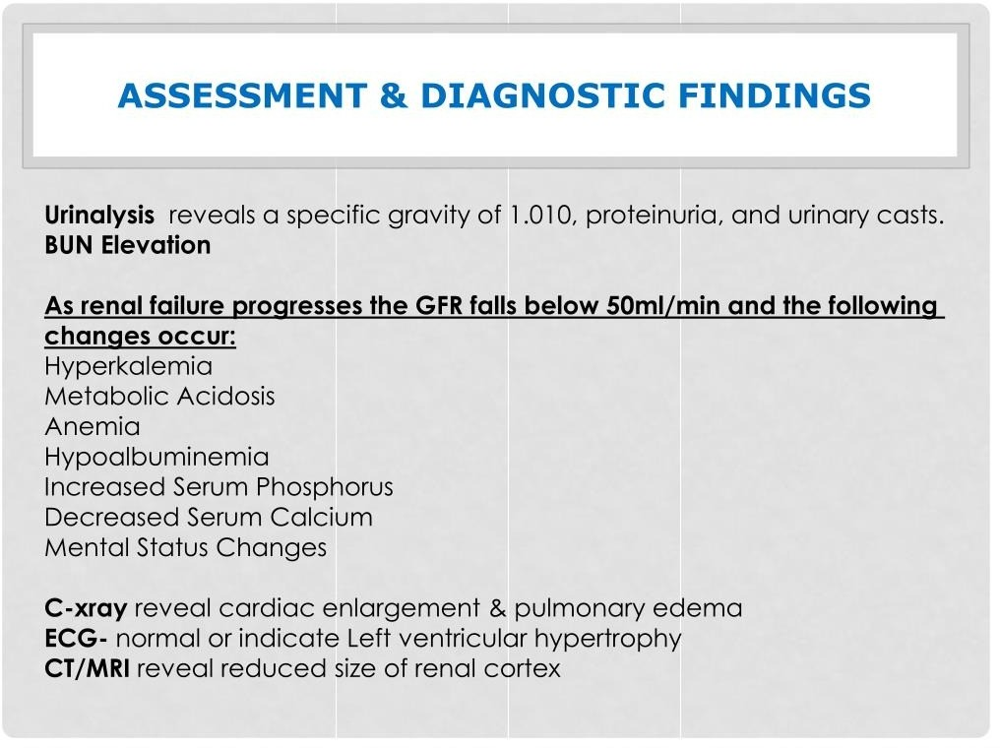 ASSESSMENT & DIAGNOSTIC FINDINGS
Urinalysis reveals a specific gravity of 1.010, proteinuria, and urinary casts.
BUN Elevation
As renal failure progresses the GFR falls below 50ml/min and the following
changes occur:
Hyperkalemia
Metabolic Acidosis
Anemia
Hypoalbuminemia
Increased Serum Phosphorus
Decreased Serum Calcium
Mental Status Changes
C-xray reveal cardiac enlargement & pulmonary edema
ECG- normal or indicate Left ventricular hypertrophy
CT/MRI reveal reduced size of renal cortex